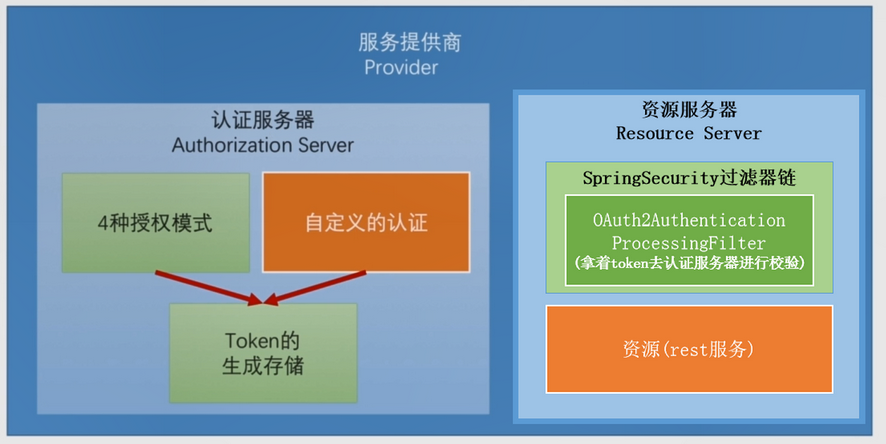 服务提供商
Provider
认证服务器
Authorization Server
4种授权模式
自定义的认证
Token的
生成存储
资源服务器
Resource Server
SpringSecurity过滤器链
OAuth2Authentication
ProcessingFilter
(拿着token去认证服务器进行校验)
资源(rest服务)